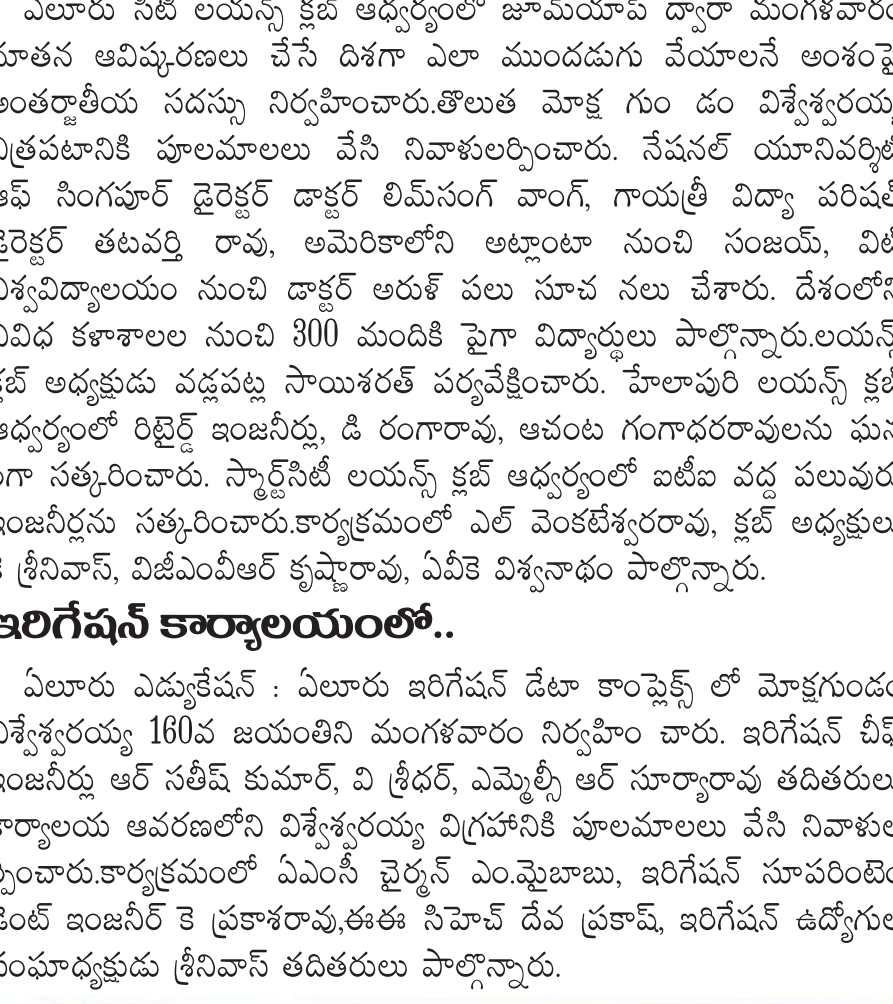 ఏలూరు సిటీ లయన్స్ క్లబ్ ఆధ్వర్యంలో జూమ్‌యాప్ ద్వారా మంగళవారం
నూతన ఆవిష్కరణలు చేసే దిశగా ఎలా ముందడుగు వేయాలనే అంశంపై
అంతర్జాతీయ సదస్సు నిర్వహించారు.తొలుత మోక్ష గుం డం విశ్వేశ్వరయ్య
చిత్రపటానికి పూలమాలలు వేసి నివాళులర్పించారు. నేషనల్ యూనివర్శిటీ
ఆఫ్ సింగపూర్ డైరెక్టర్ డాక్టర్ లిమ్‌సంగ్ వాంగ్, గాయత్రీ విద్యా పరిషత్
డైరెక్టర్ తటవర్తి రావు, అమెరికాలోని అట్లాంటా నుంచి సంజయ్, విట్
విశ్వవిద్యాలయం నుంచి డాక్టర్ అరుళ్ పలు సూచ నలు చేశారు. దేశంలోని
వివిధ కళాశాలల నుంచి 300 మందికి పైగా విద్యార్థులు పాల్గొన్నారు.లయన్స్
క్లబ్ అధ్యక్షుడు వడ్లపట్ల సాయిశరత్ పర్యవేక్షించారు. హేలాపురి లయన్స్ క్లబ్
ఆధ్వర్యంలో రిటైర్డ్ ఇంజనీర్లు, డి రంగారావు, ఆచంట గంగాధరరావులను ఘన
ంగా సత్కరించారు. స్మార్ట్‌సిటీ లయన్స్ క్లబ్ ఆధ్వర్యంలో ఐటీఐ వద్ద పలువురు
ఇంజనీర్లను సత్కరించారు.కార్యక్రమంలో ఎల్ వెంకటేశ్వరరావు, క్లబ్ అధ్యక్షులు
కె శ్రీనివాస్, విజీఎంవీఆర్ కృష్ణారావు, ఏవీకె విశ్వనాథం పాల్గొన్నారు.
ఇరిగేషన్ కార్యాలయంలో..
ఏలూరు ఎడ్యుకేషన్ : ఏలూరు ఇరిగేషన్ డేటా కాంప్లెక్స్ లో మోక్షగుండం
విశ్వేశ్వరయ్య 160వ జయంతిని మంగళవారం నిర్వహిం చారు. ఇరిగేషన్ చీఫ్
ఇంజనీర్లు ఆర్ సతీష్ కుమార్, వి శ్రీధర్, ఎమ్మెల్సీ ఆర్ సూర్యారావు తదితరులు
కార్యాలయ ఆవరణలోని విశ్వేశ్వరయ్య విగ్రహానికి పూలమాలలు వేసి నివాళుల
ర్పించారు.కార్యక్రమంలో ఏఎంసీ చైర్మన్ ఎం.మైబాబు, ఇరిగేషన్ సూపరింటెం
డెంట్ ఇంజనీర్ కె ప్రకాశరావు,ఈఈ సిహెచ్ దేవ ప్రకాష్, ఇరిగేషన్ ఉద్యోగుల
సంఘాధ్యక్షుడు శ్రీనివాస్ తదితరులు పాల్గొన్నారు.